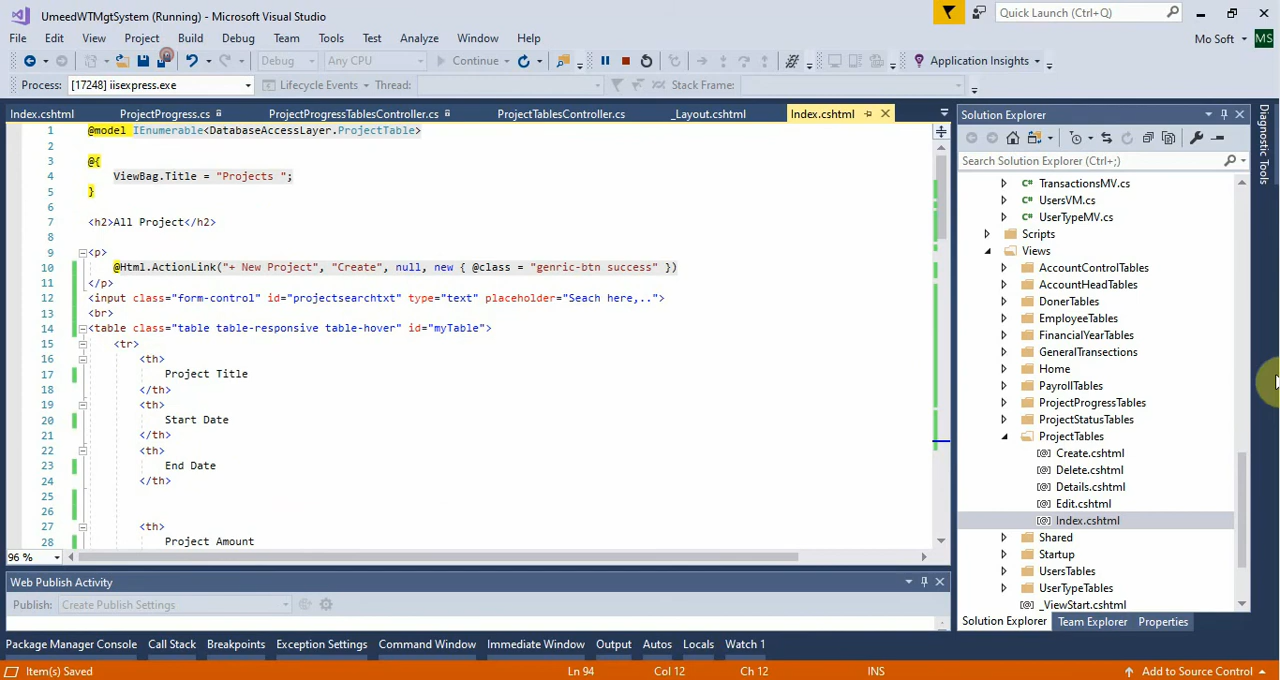 UmeedWTMgtSystem (Running) - Microsoft Visual Studio
Quick Launch (Ctrl+Q)
File Edit View Project Build Debug Team Tools Test Analyze Window Help
Mo Soft MS
Debug Any CPU Continue Application Insights
Process: [17248] iisexpress.exe Lifecycle Events Thread: Stack Frame:
Index.cshtml ProjectProgress.cs ProjectProgressTablesController.cs ProjectTablesController.cs _Layout.cshtml Index.cshtml
1 @model IEnumerable<DatabaseAccessLayer.ProjectTable>
2
3 @{
4 ViewBag.Title = "Projects ";
5 }
6
7 <h2>All Project</h2>
8
9 <p>
10 @Html.ActionLink("+ New Project", "Create", null, new { @class = "genric-btn success" })
11 </p>
12 <input class="form-control" id="projectsearchtxt" type="text" placeholder="Seach here,..">
13 <br>
14 <table class="table table-responsive table-hover" id="myTable">
15 <tr>
16 <th>
17 Project Title
18 </th>
19 <th>
20 Start Date
21 </th>
22 <th>
23 End Date
24 </th>
25
26
27 <th>
28 Project Amount
96 %
Solution Explorer
Search Solution Explorer (Ctrl+;)
TransactionsMV.cs
UsersVM.cs
UserTypeMV.cs
Scripts
Views
AccountControlTables
AccountHeadTables
DonerTables
EmployeeTables
FinancialYearTables
GeneralTransections
Home
PayrollTables
ProjectProgressTables
ProjectStatusTables
ProjectTables
Create.cshtml
Delete.cshtml
Details.cshtml
Edit.cshtml
Index.cshtml
Shared
Startup
UsersTables
UserTypeTables
_ViewStart.cshtml
Solution Explorer Team Explorer Properties
Diagnostic Tools
Web Publish Activity
Publish: Create Publish Settings
Package Manager Console Call Stack Breakpoints Exception Settings Command Window Immediate Window Output Autos Locals Watch 1
Item(s) Saved Ln 94 Col 12 Ch 12 INS Add to Source Control